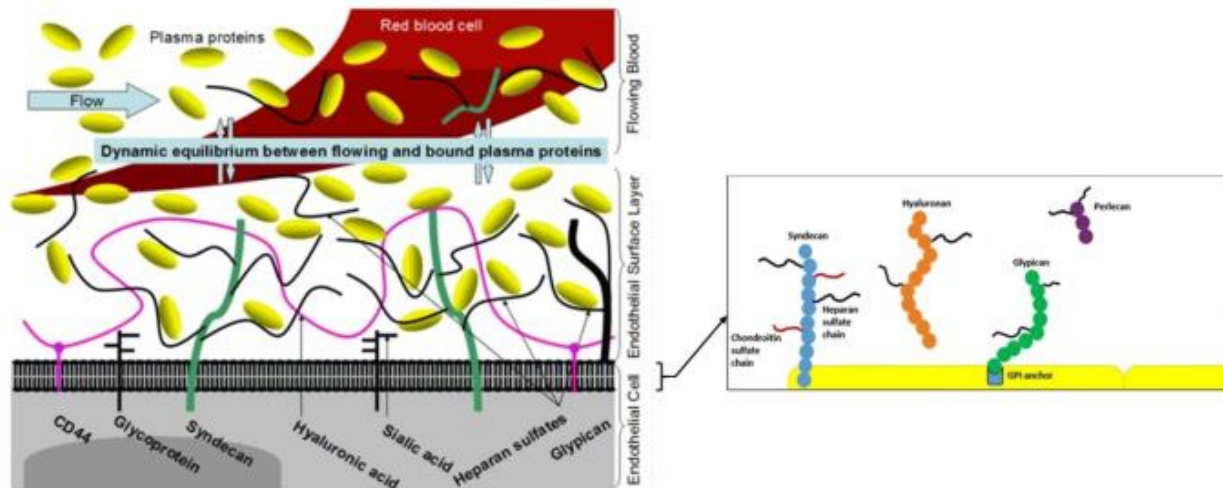 Red blood cell
Plasma proteins
Flow
Dynamic equilibrium between flowing and bound plasma proteins
Flowing Blood
Endothelial Surface Layer
Endothelial Cell
CD44
Glycoprotein
Syndecan
Hyaluronic acid
Sialic acid
Heparan sulfates
Glypican
Hyaluronan
Perlecan
Syndecan
Glypican
Heparan
sulfate
chain
Chondroitin
sulfate
chain
GPI anchor